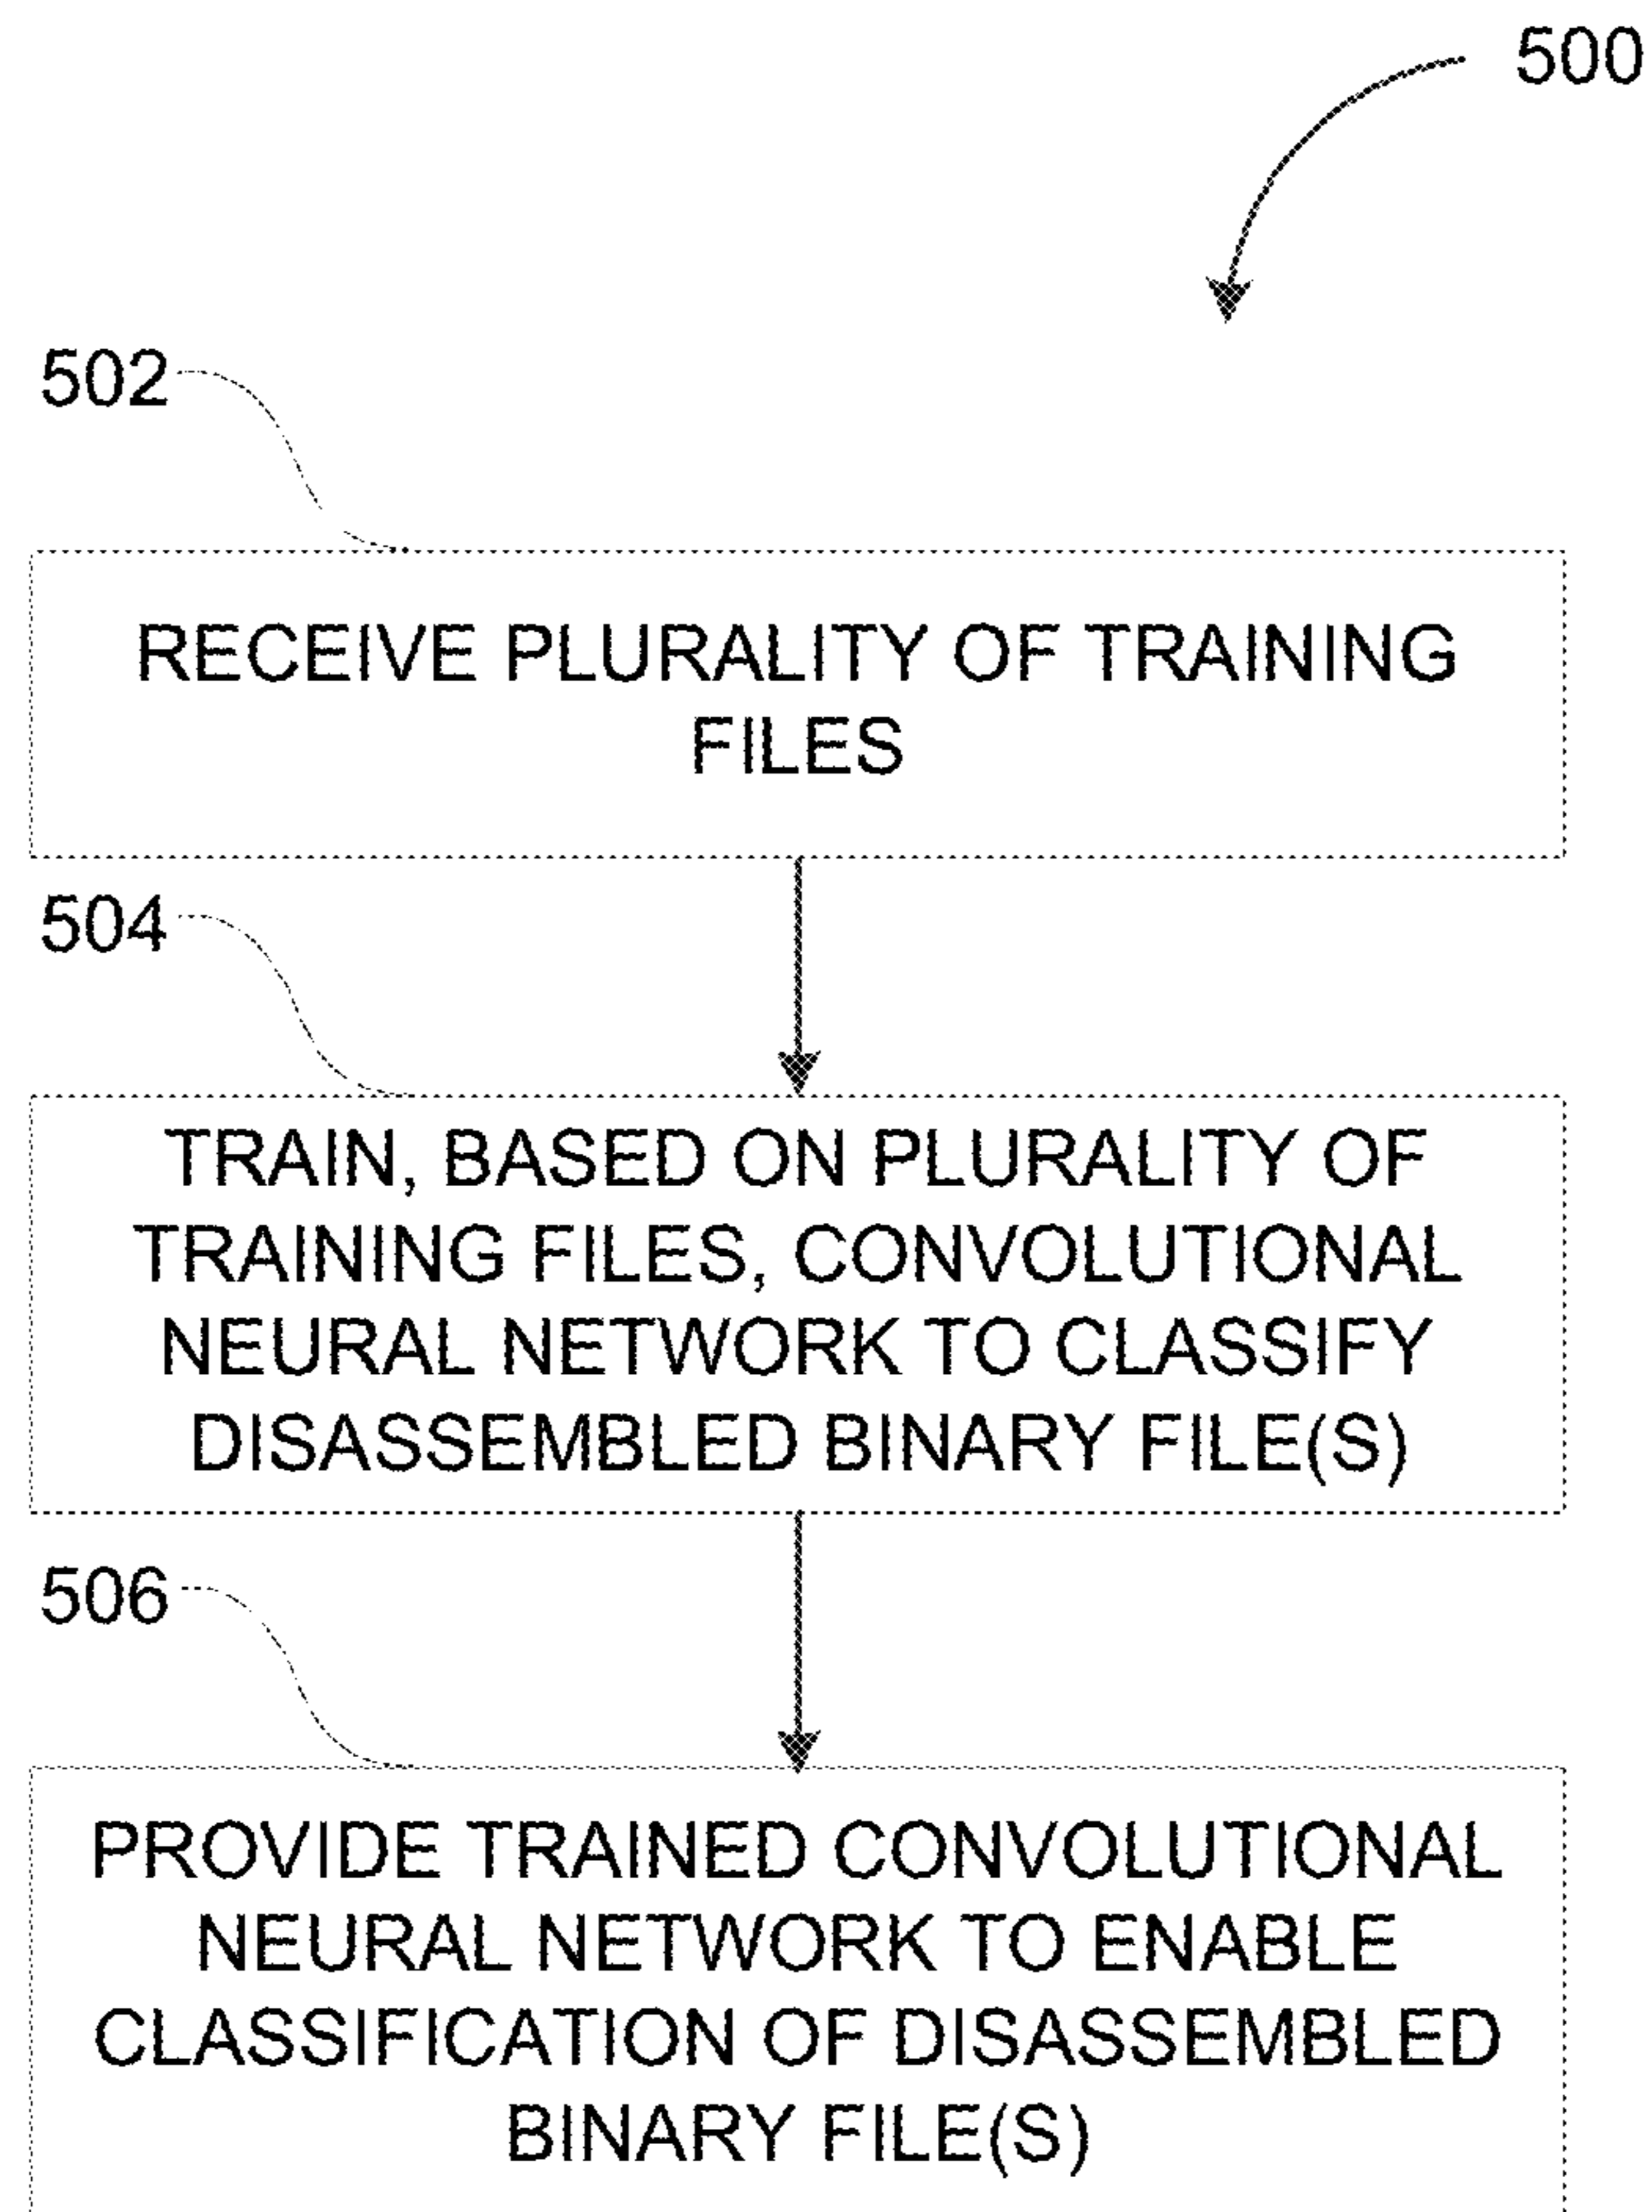 500
502
RECEIVE PLURALITY OF TRAINING
FILES
504
TRAIN, BASED ON PLURALITY OF
TRAINING FILES, CONVOLUTIONAL
NEURAL NETWORK TO CLASSIFY
DISASSEMBLED BINARY FILE(S)
506
PROVIDE TRAINED CONVOLUTIONAL
NEURAL NETWORK TO ENABLE
CLASSIFICATION OF DISASSEMBLED
BINARY FILE(S)